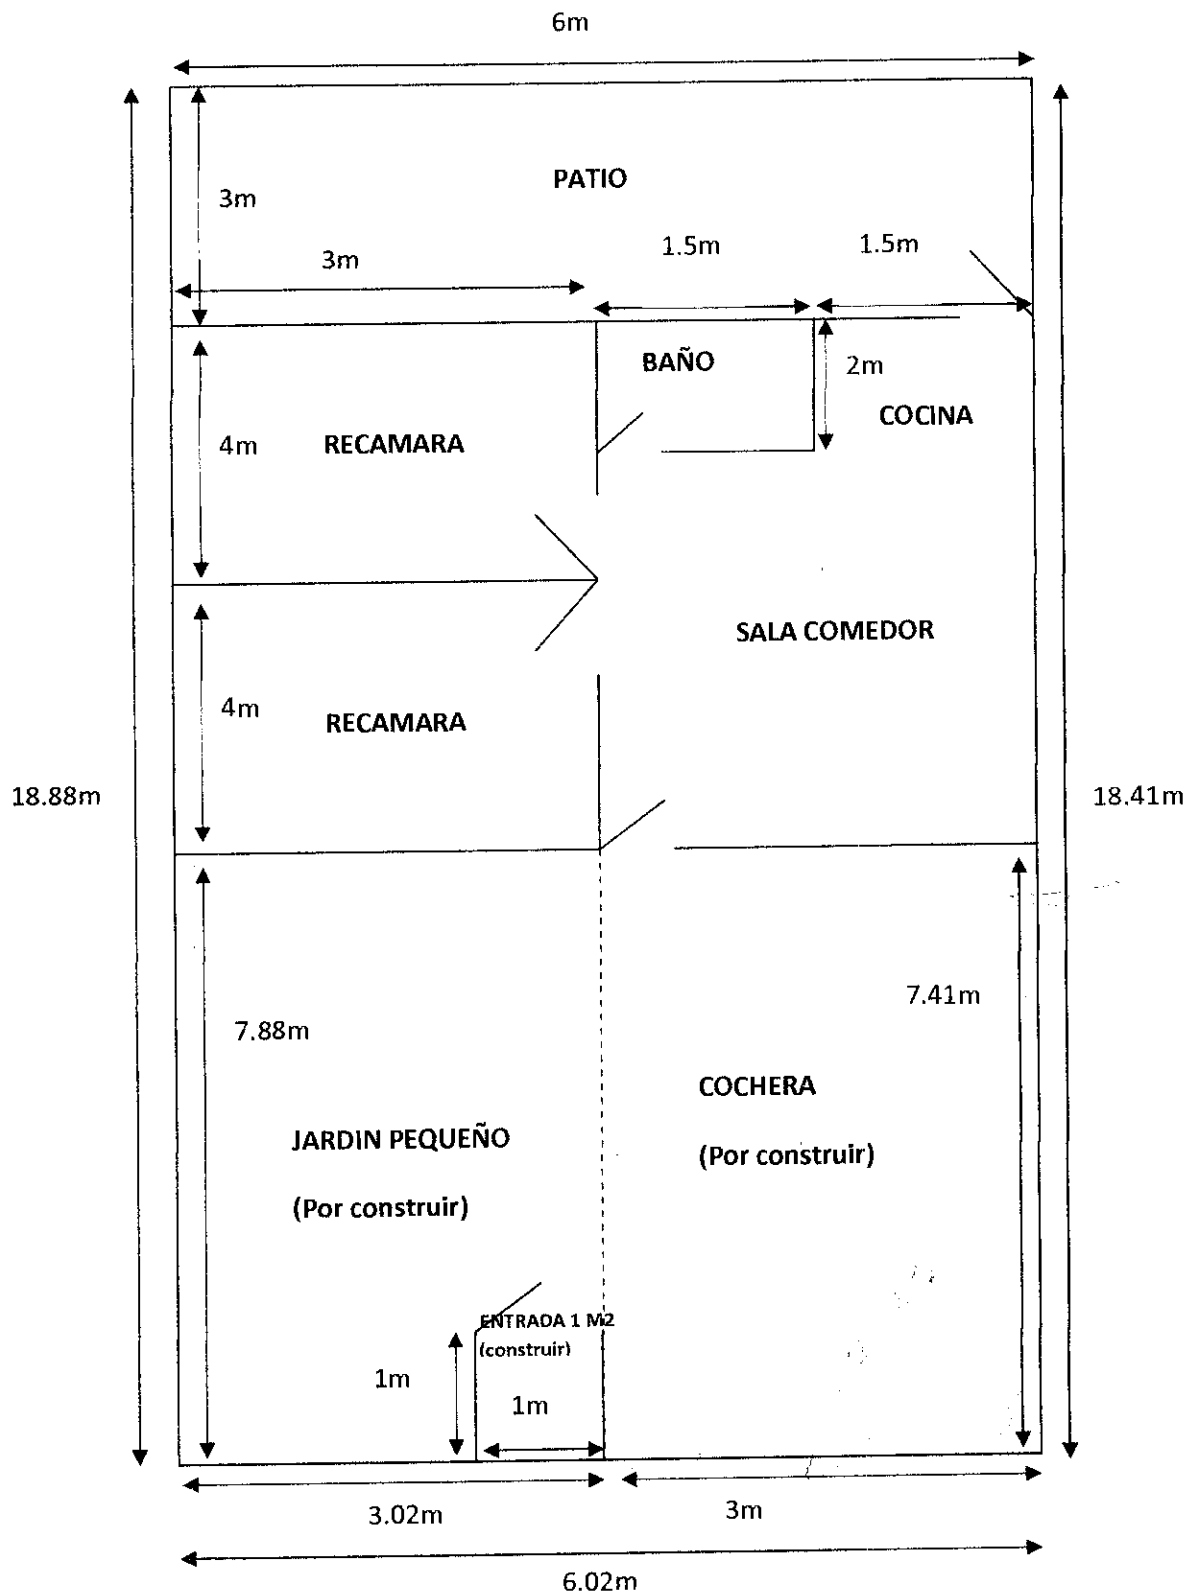 6m
PATIO
3m
1.5m
1.5m
3m
BAÑO
2m
COCINA
4m
RECAMARA
SALA COMEDOR
4m
RECAMARA
18.88m
18.41m
7.41m
7.88m
COCHERA
JARDIN PEQUEÑO
(Por construir)
(Por construir)
ENTRADA 1 M2
(construir)
1m
1m
3.02m
3m
6.02m